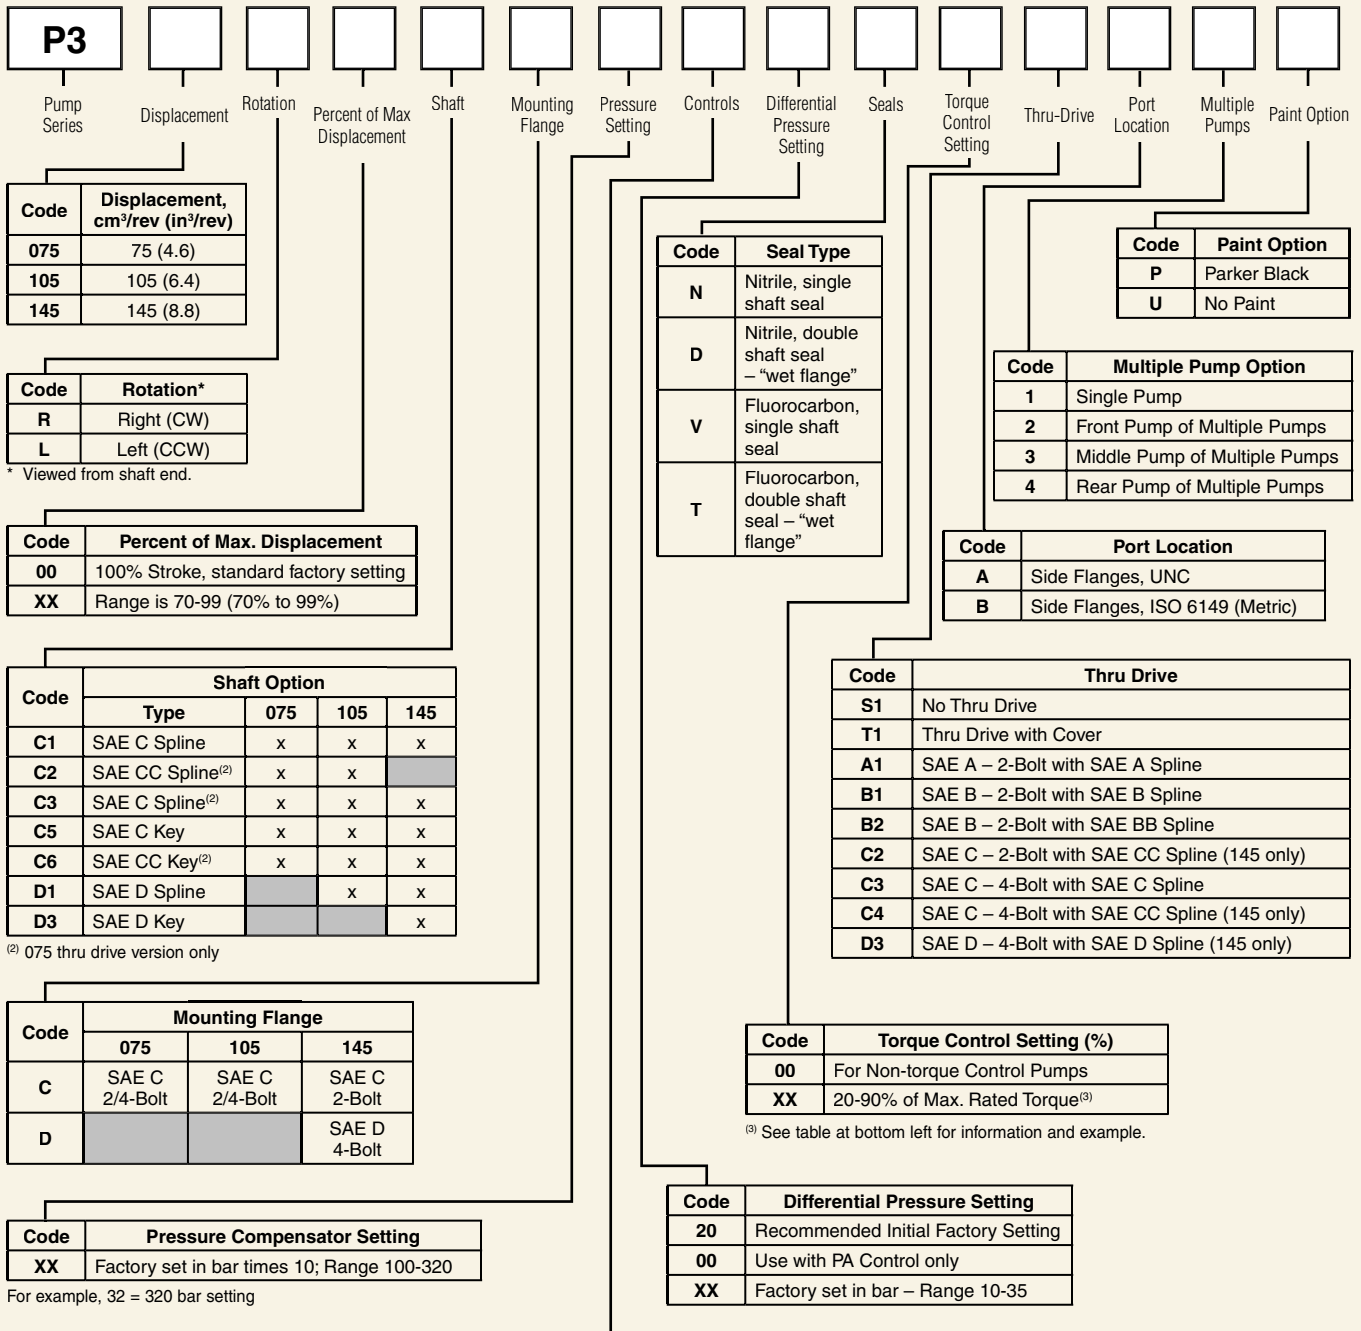 P3
Pump
Series
Displacement
Rotation
Percent of Max
Displacement
Shaft
Mounting
Flange
Pressure
Setting
Controls
Differential
Pressure
Setting
Seals
Torque
Control
Setting
Thru-Drive
Port
Location
Multiple
Pumps
Paint Option
Code Displacement,
cm³/rev (in³/rev)
075 75 (4.6)
105 105 (6.4)
145 145 (8.8)
Code Rotation*
R Right (CW)
L Left (CCW)
* Viewed from shaft end.
Code Percent of Max. Displacement
00 100% Stroke, standard factory setting
XX Range is 70-99 (70% to 99%)
Code Shaft Option
Type 075 105 145
C1 SAE C Spline x x x
C2 SAE CC Spline(2) x x
C3 SAE C Spline(2) x x x
C5 SAE C Key x x x
C6 SAE CC Key(2) x x x
D1 SAE D Spline x x
D3 SAE D Key x
(2) 075 thru drive version only
Code Mounting Flange
075 105 145
C SAE C
2/4-Bolt SAE C
2/4-Bolt SAE C
2-Bolt
D SAE D
4-Bolt
Code Pressure Compensator Setting
XX Factory set in bar times 10; Range 100-320
For example, 32 = 320 bar setting
Code Seal Type
N Nitrile, single
shaft seal
D Nitrile, double
shaft seal
– “wet flange”
V Fluorocarbon,
single shaft
seal
T Fluorocarbon,
double shaft
seal – “wet
flange”
Code Paint Option
P Parker Black
U No Paint
Code Multiple Pump Option
1 Single Pump
2 Front Pump of Multiple Pumps
3 Middle Pump of Multiple Pumps
4 Rear Pump of Multiple Pumps
Code Port Location
A Side Flanges, UNC
B Side Flanges, ISO 6149 (Metric)
Code Thru Drive
S1 No Thru Drive
T1 Thru Drive with Cover
A1 SAE A – 2-Bolt with SAE A Spline
B1 SAE B – 2-Bolt with SAE B Spline
B2 SAE B – 2-Bolt with SAE BB Spline
C2 SAE C – 2-Bolt with SAE CC Spline (145 only)
C3 SAE C – 4-Bolt with SAE C Spline
C4 SAE C – 4-Bolt with SAE CC Spline (145 only)
D3 SAE D – 4-Bolt with SAE D Spline (145 only)
Code Torque Control Setting (%)
00 For Non-torque Control Pumps
XX 20-90% of Max. Rated Torque(3)
(3) See table at bottom left for information and example.
Code Differential Pressure Setting
20 Recommended Initial Factory Setting
00 Use with PA Control only
XX Factory set in bar – Range 10-35